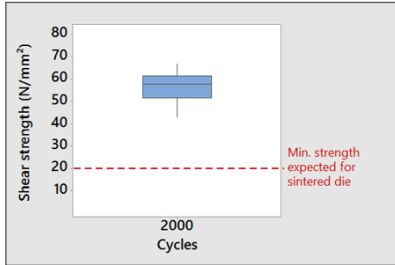 Shear strength (N/mm²)
80
70
60
50
40
30
20
10
Min. strength
expected for
sintered die
2000
Cycles